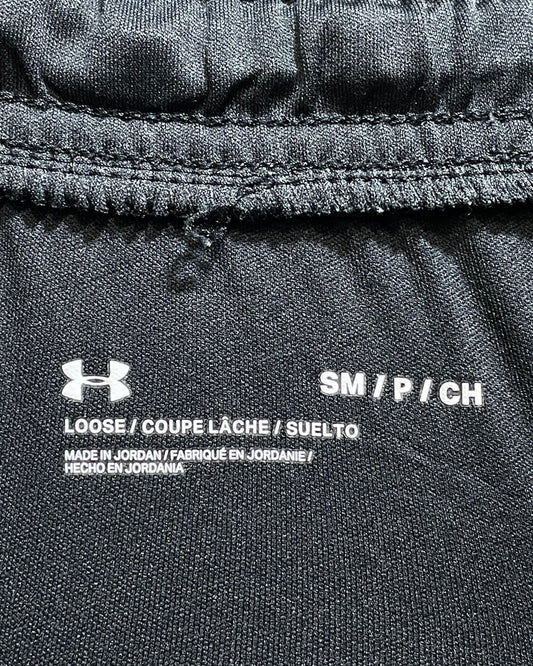 SM / P / CH
LOOSE / COUPE LÂCHE / SUELTO
MADE IN JORDAN / FABRIQUÉ EN JORDANIE /
HECHO EN JORDANIA